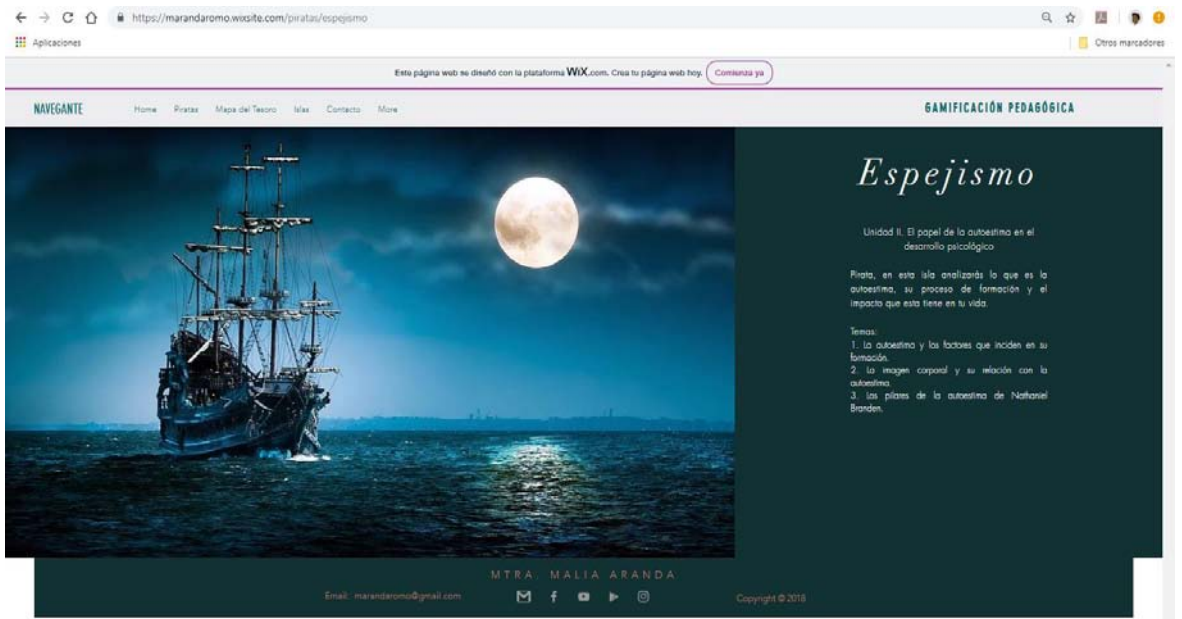 https://marandaromo.wixsite.com/piratas/espejismo
Aplicaciones
Otros marcadores
Este página web se diseñó con la plataforma WiX.com. Crea tu página web hoy. Comienza ya
NAVEGANTE Home Piratas Mapa del Tesoro Islas Contacto More GAMIFICACIÓN PEDAGÓGICA
Espejismo
Unidad II. El papel de la autoestima en el
desarrollo psicológico
Pirata, en esta isla analizarás lo que es la
autoestima, su proceso de formación y el
impacto que esta tiene en tu vida.
Temas:
1. La autoestima y los factores que inciden en su
formación.
2. La imagen corporal y su relación con la
autoestima.
3. Los pilares de la autoestima de Nathaniel
Branden.
MTRA. MALIA ARANDA
Email: marandaromo@gmail.com
Copyright © 2018